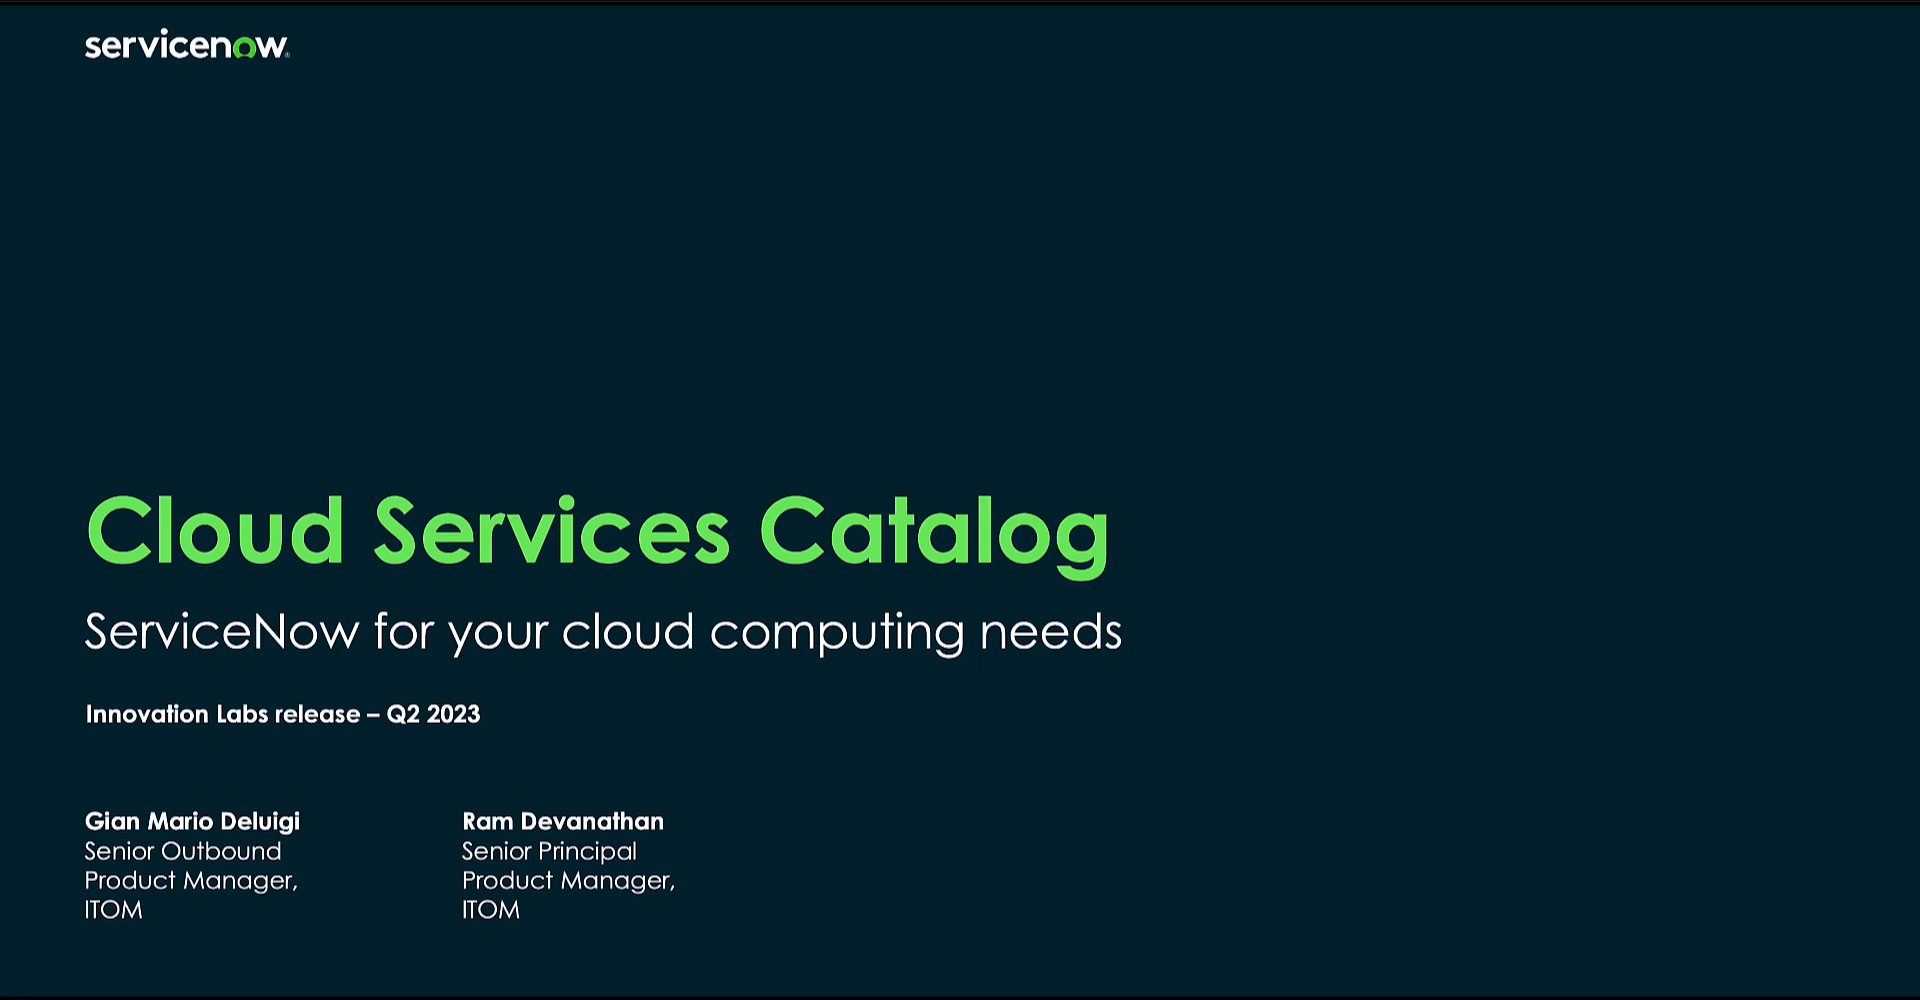 servicenow
Cloud Services Catalog
ServiceNow for your cloud computing needs
Innovation Labs release – Q2 2023
Gian Mario Deluigi
Senior Outbound
Product Manager,
ITOM
Ram Devanathan
Senior Principal
Product Manager,
ITOM